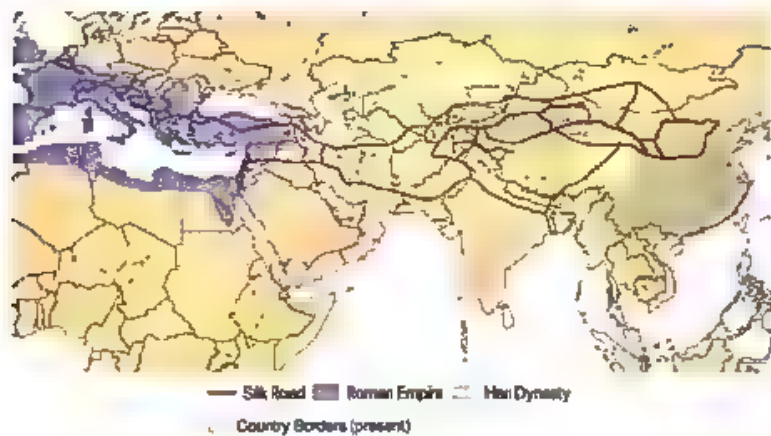 Silk Road Roman Empire Han Dynasty
Country Borders (present)